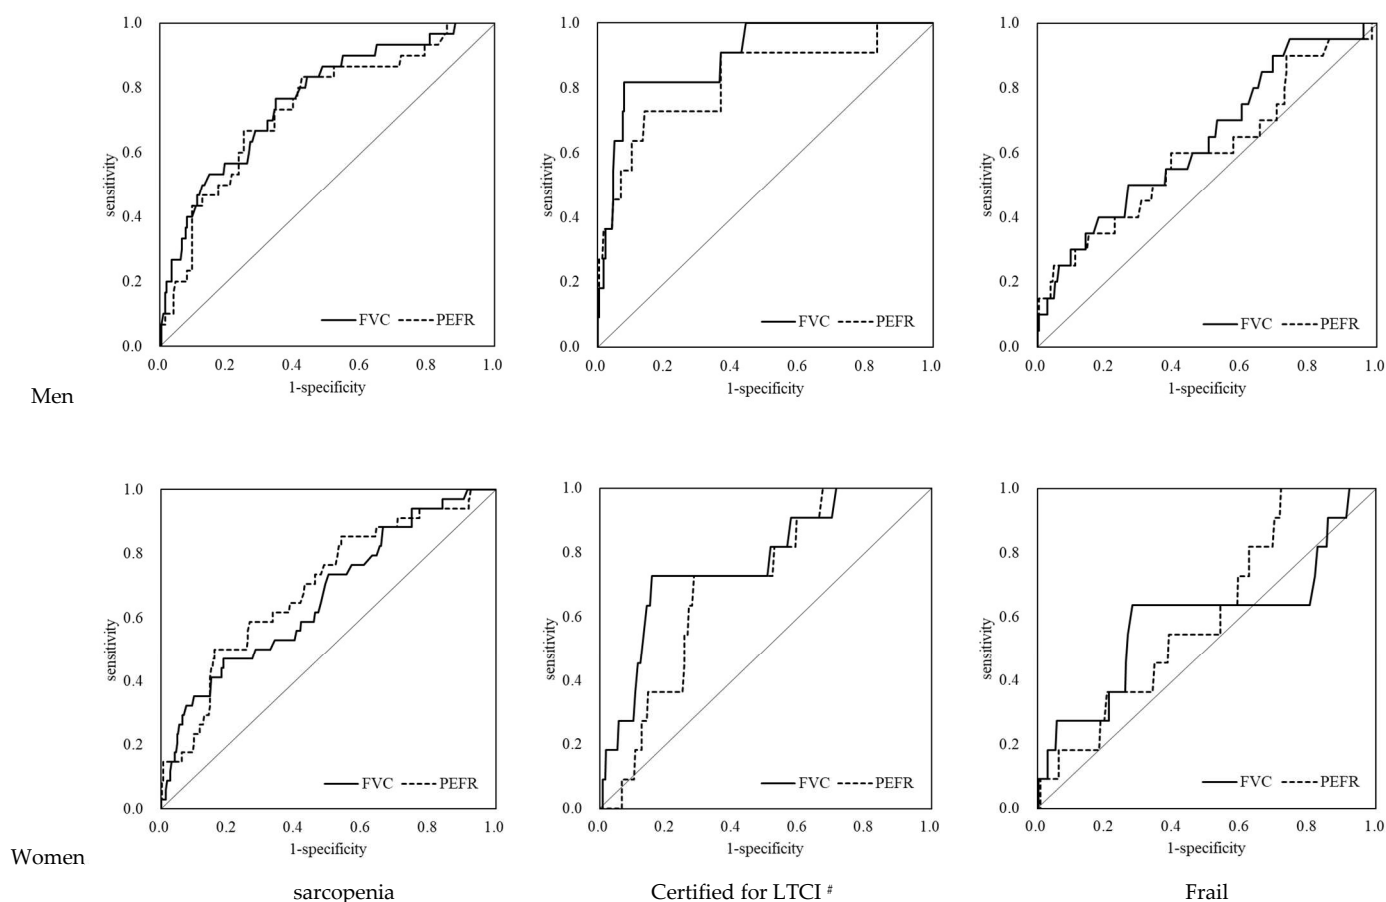 1.0 1.0 1.0
0.8 0.8 0.8
0.6 0.6 0.6
sensitivity sensitivity sensitivity
0.4 0.4 0.4
0.2 0.2 0.2
FVC PEFR FVC PEFR FVC PEFR
0.0 0.0 0.0
0.0 0.2 0.4 0.6 0.8 1.0 0.0 0.2 0.4 0.6 0.8 1.0 0.0 0.2 0.4 0.6 0.8 1.0
1-specificity 1-specificity 1-specificity
Men
1.0 1.0 1.0
0.8 0.8 0.8
0.6 0.6 0.6
sensitivity sensitivity sensitivity
0.4 0.4 0.4
0.2 0.2 0.2
FVC PEFR FVC PEFR FVC PEFR
0.0 0.0 0.0
0.0 0.2 0.4 0.6 0.8 1.0 0.0 0.2 0.4 0.6 0.8 1.0 0.0 0.2 0.4 0.6 0.8 1.0
1-specificity 1-specificity 1-specificity
Women
sarcopenia Certified for LTCI # Frail